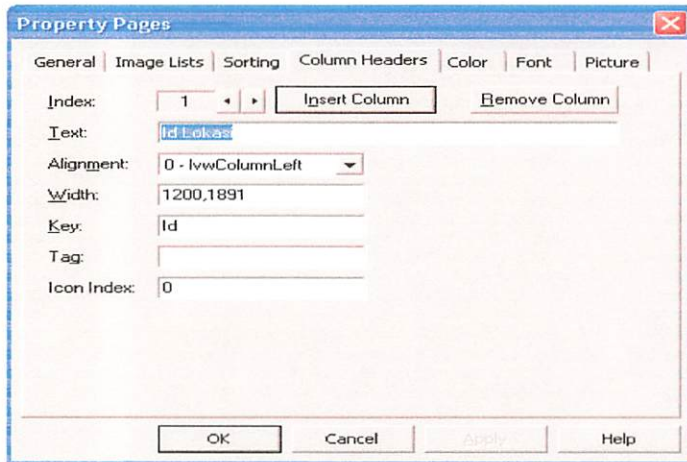 Property Pages
General Image Lists Sorting Column Headers Color Font Picture
Index: 1 Insert Column Remove Column
Text: Id Lokasi
Alignment: 0 - lvwColumnLeft
Width: 1200,1891
Key: Id
Tag:
Icon Index: 0
OK Cancel Apply Help